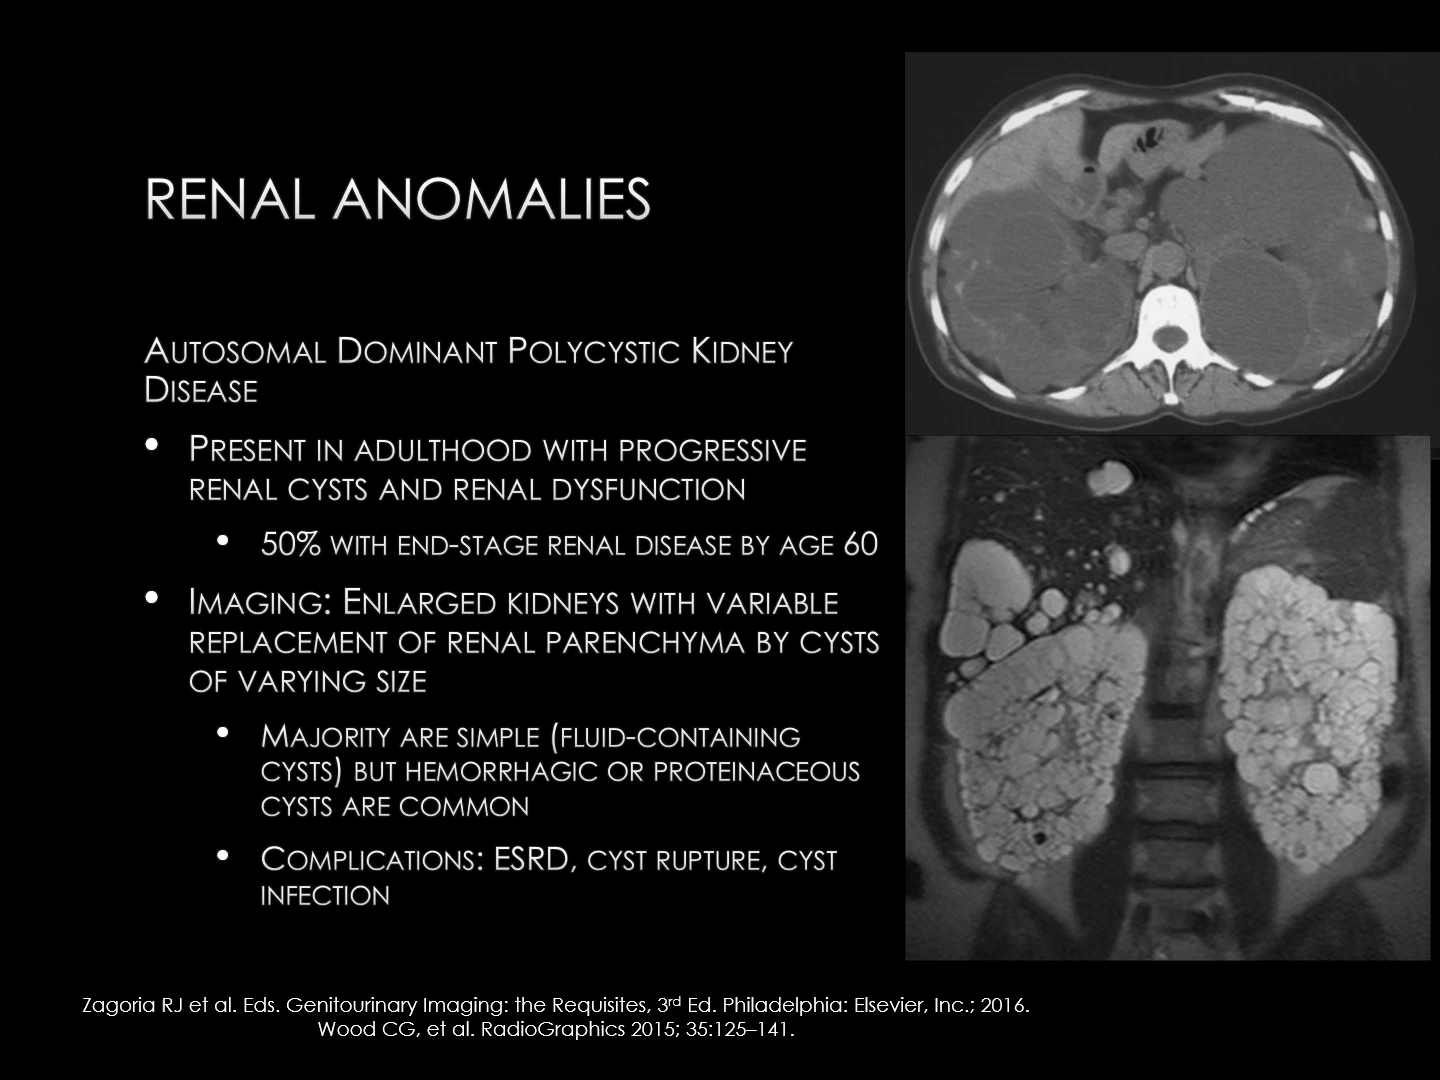 RENAL ANOMALIES
AUTOSOMAL DOMINANT POLYCYSTIC KIDNEY
DISEASE
• PRESENT IN ADULTHOOD WITH PROGRESSIVE
RENAL CYSTS AND RENAL DYSFUNCTION
• 50% WITH END-STAGE RENAL DISEASE BY AGE 60
• IMAGING: ENLARGED KIDNEYS WITH VARIABLE
REPLACEMENT OF RENAL PARENCHYMA BY CYSTS
OF VARYING SIZE
• MAJORITY ARE SIMPLE (FLUID-CONTAINING
CYSTS) BUT HEMORRHAGIC OR PROTEINACEOUS
CYSTS ARE COMMON
• COMPLICATIONS: ESRD, CYST RUPTURE, CYST
INFECTION
Zagoria RJ et al. Eds. Genitourinary Imaging: the Requisites, 3rd Ed. Philadelphia: Elsevier, Inc.; 2016.
Wood CG, et al. RadioGraphics 2015; 35:125–141.